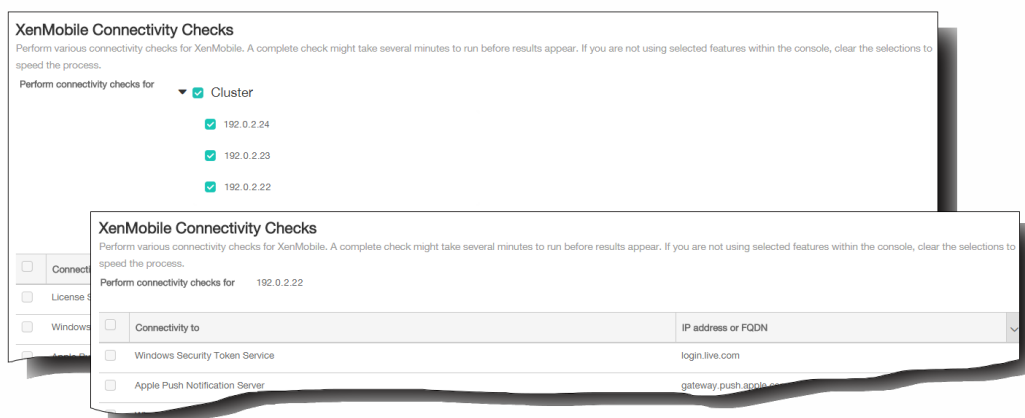 XenMobile Connectivity Checks
Perform various connectivity checks for XenMobile. A complete check might take several minutes to run before results appear. If you are not using selected features within the console, clear the selections to
speed the process.
Perform connectivity checks for
Cluster
192.0.2.24
192.0.2.23
192.0.2.22
License
Windows
XenMobile Connectivity Checks
Perform various connectivity checks for XenMobile. A complete check might take several minutes to run before results appear. If you are not using selected features within the console, clear the selections to
speed the process.
Perform connectivity checks for 192.0.2.22
Connectivity to IP address or FQDN
Windows Security Token Service login.live.com
Apple Push Notification Server gateway.push.apple